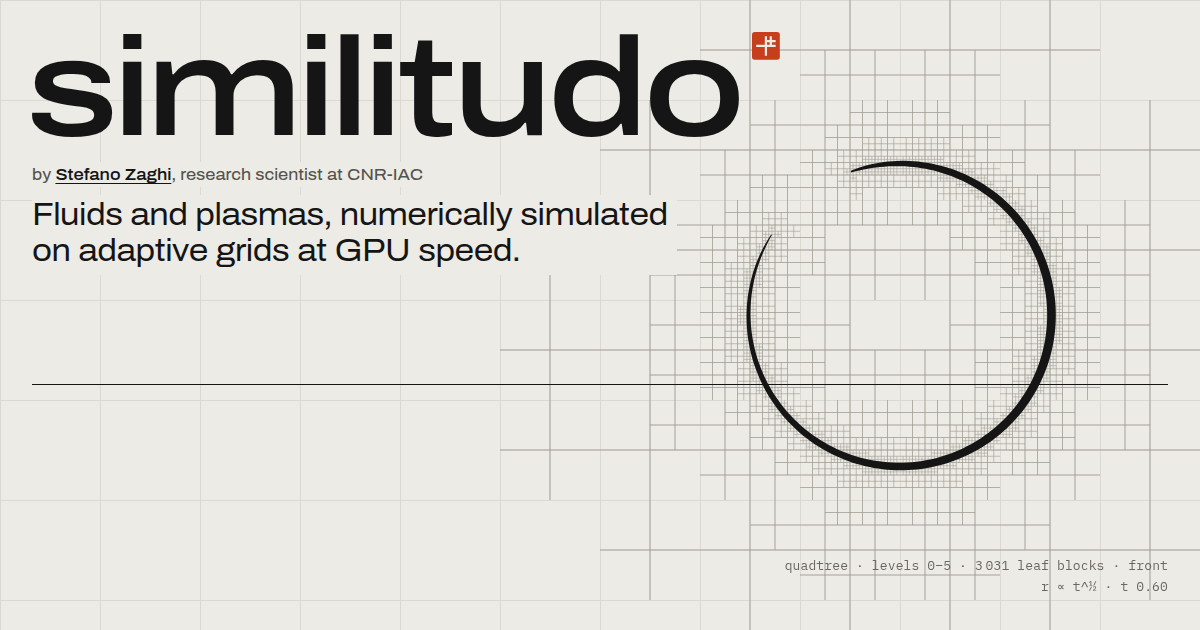 similitudo
by Stefano Zaghi, research scientist at CNR-IAC
Fluids and plasmas, numerically simulated
on adaptive grids at GPU speed.
quadtree · levels 0–5 · 3 031 leaf blocks · front
r ∝ t^½ · t 0.60